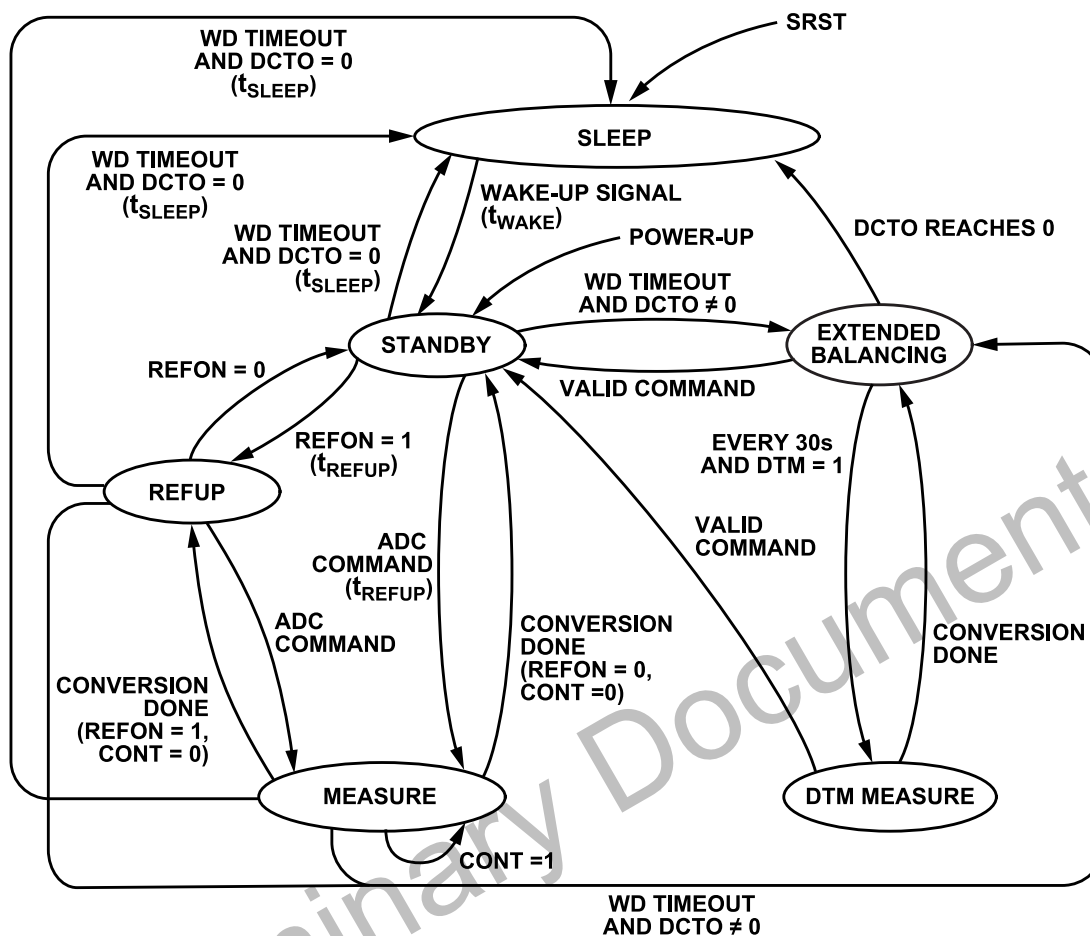 WD TIMEOUT
AND DCTO = 0
(tSLEEP)
SRST
SLEEP
WD TIMEOUT
AND DCTO = 0
(tSLEEP)
WAKE-UP SIGNAL
(tWAKE)
WD TIMEOUT
AND DCTO = 0
(tSLEEP)
POWER-UP
DCTO REACHES 0
WD TIMEOUT
AND DCTO ≠ 0
STANDBY
EXTENDED
BALANCING
REFON = 0
VALID COMMAND
REFON = 1
(tREFUP)
EVERY 30s
AND DTM = 1
REFUP
ADC
COMMAND
(tREFUP)
VALID
COMMAND
ADC
COMMAND
CONVERSION
DONE
(REFON = 0,
CONT =0)
CONVERSION
DONE
CONVERSION
DONE
(REFON = 1,
CONT = 0)
MEASURE
DTM MEASURE
CONT =1
WD TIMEOUT
AND DCTO ≠ 0
inary Document